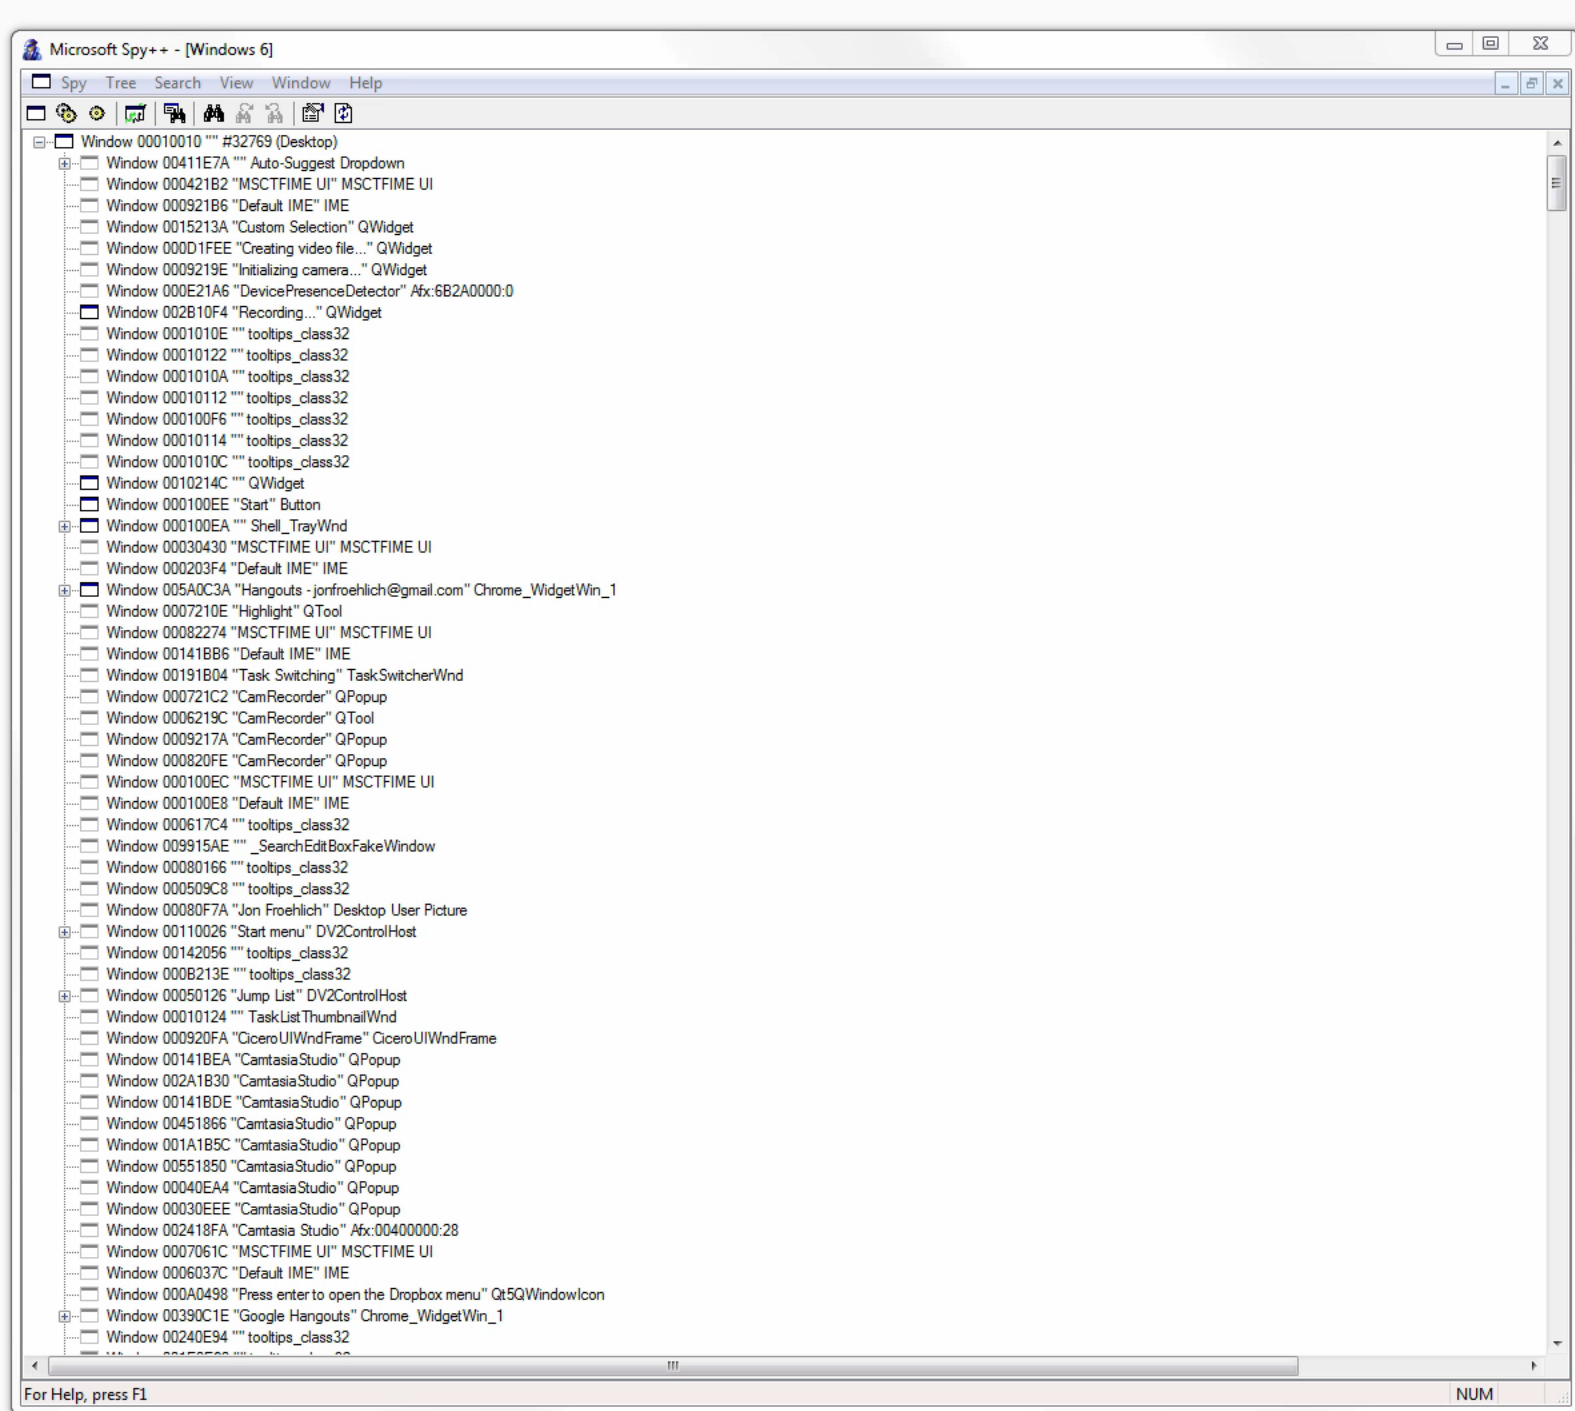 Microsoft Spy++ - [Windows 6]
Spy Tree Search View Window Help
Window 00010010 "" #32769 (Desktop)
Window 00411E7A "" Auto-Suggest Dropdown
Window 000421B2 "MSCTFIME UI" MSCTFIME UI
Window 000921B6 "Default IME" IME
Window 0015213A "Custom Selection" QWidget
Window 000D1FEE "Creating video file..." QWidget
Window 0009219E "Initializing camera..." QWidget
Window 000E21A6 "DevicePresenceDetector" Afx:6B2A0000:0
Window 002B10F4 "Recording..." QWidget
Window 0001010E "" tooltips_class32
Window 00010122 "" tooltips_class32
Window 0001010A "" tooltips_class32
Window 00010112 "" tooltips_class32
Window 000100F6 "" tooltips_class32
Window 00010114 "" tooltips_class32
Window 0001010C "" tooltips_class32
Window 0010214C "" QWidget
Window 000100EE "Start" Button
Window 000100EA "" Shell_TrayWnd
Window 00030430 "MSCTFIME UI" MSCTFIME UI
Window 000203F4 "Default IME" IME
Window 005A0C3A "Hangouts - jonfroehlich@gmail.com" Chrome_WidgetWin_1
Window 0007210E "Highlight" QTool
Window 00082274 "MSCTFIME UI" MSCTFIME UI
Window 00141BB6 "Default IME" IME
Window 00191B04 "Task Switching" TaskSwitcherWnd
Window 000721C2 "CamRecorder" QPopup
Window 0006219C "CamRecorder" QTool
Window 0009217A "CamRecorder" QPopup
Window 000820FE "CamRecorder" QPopup
Window 000100EC "MSCTFIME UI" MSCTFIME UI
Window 000100E8 "Default IME" IME
Window 000617C4 "" tooltips_class32
Window 009915AE "" _SearchEditBoxFakeWindow
Window 00080166 "" tooltips_class32
Window 000509C8 "" tooltips_class32
Window 00080F7A "Jon Froehlich" Desktop User Picture
Window 00110026 "Start menu" DV2ControlHost
Window 00142056 "" tooltips_class32
Window 000B213E "" tooltips_class32
Window 00050126 "Jump List" DV2ControlHost
Window 00010124 "" TaskListThumbnailWnd
Window 000920FA "CiceroUIWndFrame" CiceroUIWndFrame
Window 00141BEA "CamtasiaStudio" QPopup
Window 002A1B30 "CamtasiaStudio" QPopup
Window 00141BDE "CamtasiaStudio" QPopup
Window 00451866 "CamtasiaStudio" QPopup
Window 001A1B5C "CamtasiaStudio" QPopup
Window 00551850 "CamtasiaStudio" QPopup
Window 00040EA4 "CamtasiaStudio" QPopup
Window 00030EEE "CamtasiaStudio" QPopup
Window 002418FA "Camtasia Studio" Afx:00400000:28
Window 0007061C "MSCTFIME UI" MSCTFIME UI
Window 0006037C "Default IME" IME
Window 000A0498 "Press enter to open the Dropbox menu" Qt5QWindowIcon
Window 00390C1E "Google Hangouts" Chrome_WidgetWin_1
Window 00240E94 "" tooltips_class32
For Help, press F1
NUM